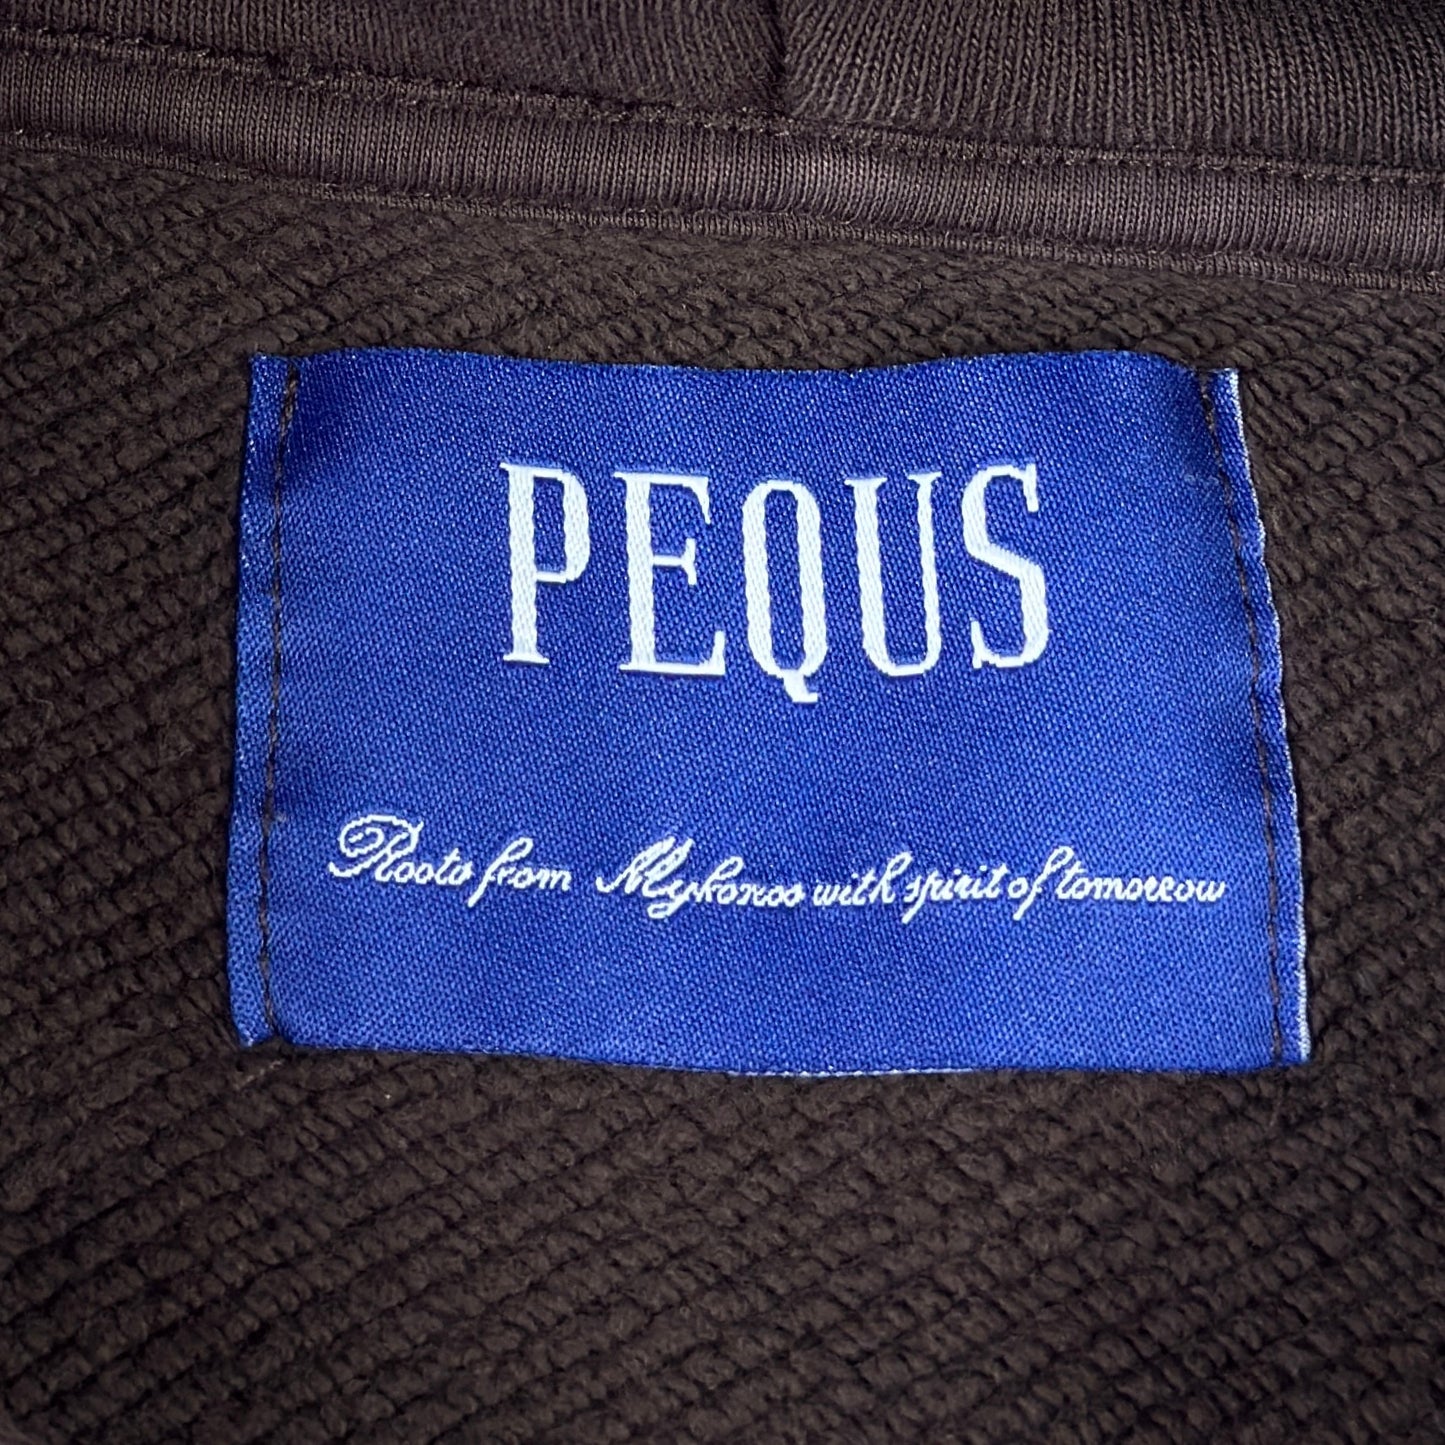 PEQUS
Roots from Mykonos with spirit of tomorrow